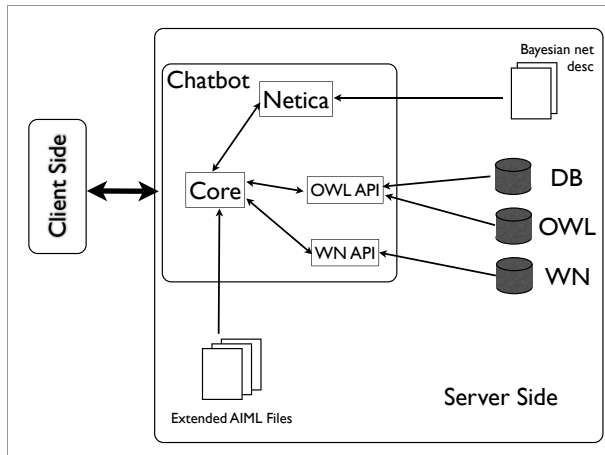 Bayesian net
desc
Chatbot
Netica
Client Side
Core
OWL API
DB
OWL
WN API
WN
Extended AIML Files
Server Side